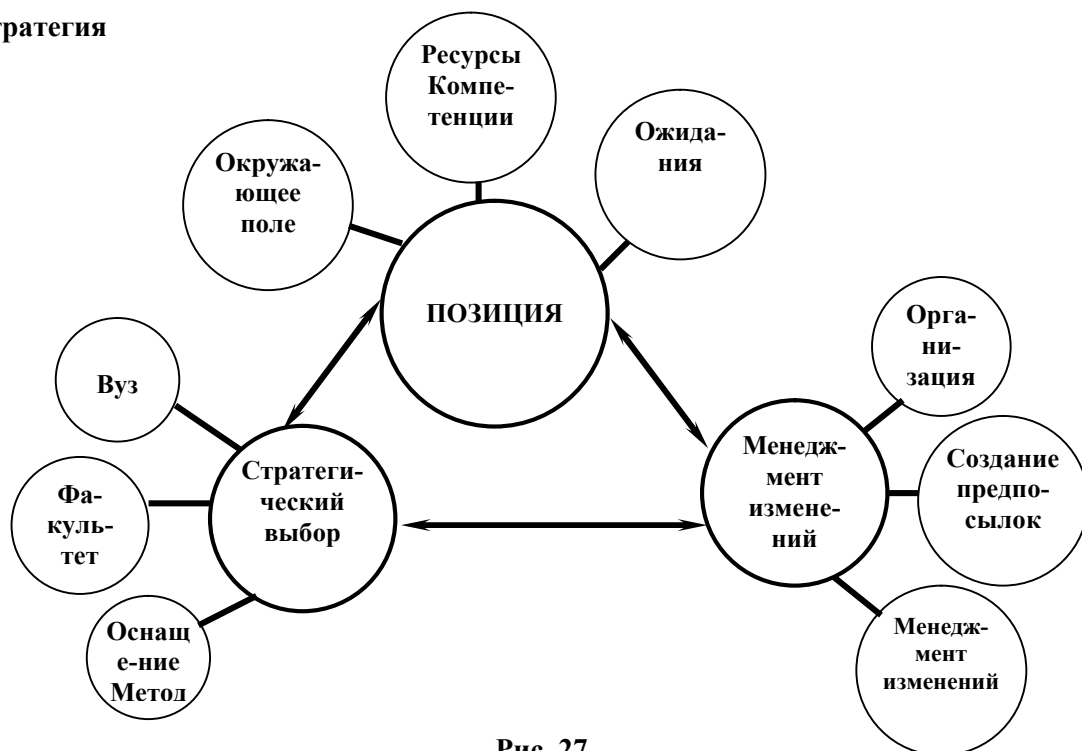 тратегия
Ресурсы
Компе-
тенции
Ожида-
ния
Окружа-
ющее
поле
ПОЗИЦИЯ
Орга-
ни-
зация
Вуз
Стратеги-
ческий
выбор
Менедж-
мент
измене-
ний
Создание
предпо-
сылок
Фа-
куль-
тет
Оснащ
е-ние
Метод
Менедж-
мент
изменений
Рис. 27